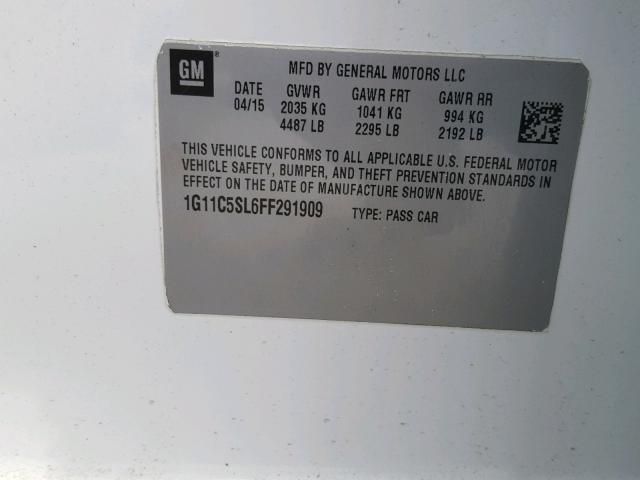 GM ®
MFD BY GENERAL MOTORS LLC
DATE GVWR GAWR FRT GAWR RR
04/15 2035 KG 1041 KG 994 KG
4487 LB 2295 LB 2192 LB
THIS VEHICLE CONFORMS TO ALL APPLICABLE U.S. FEDERAL MOTOR
VEHICLE SAFETY, BUMPER, AND THEFT PREVENTION STANDARDS IN
EFFECT ON THE DATE OF MANUFACTURE SHOWN ABOVE.
1G11C5SL6FF291909 TYPE: PASS CAR